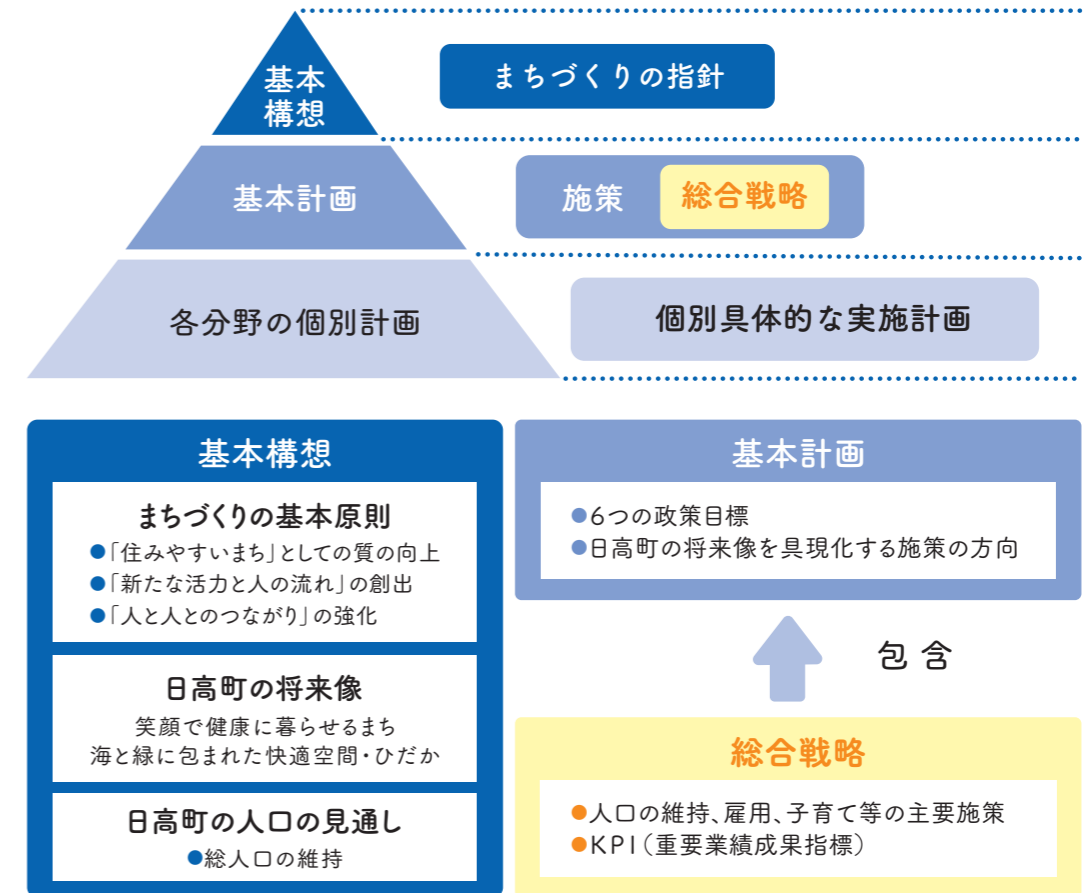 基本
構想
まちづくりの指針
基本計画
施策
総合戦略
各分野の個別計画
個別具体的な実施計画
基本構想
まちづくりの基本原則
●「住みやすいまち」としての質の向上
●「新たな活力と人の流れ」の創出
●「人と人とのつながり」の強化
日高町の将来像
笑顔で健康に暮らせるまち
海と緑に包まれた快適空間・ひだか
日高町の人口の見通し
●総人口の維持
基本計画
●6つの政策目標
●日高町の将来像を具現化する施策の方向
包含
総合戦略
●人口の維持、雇用、子育て等の主要施策
●KPI（重要業績成果指標）